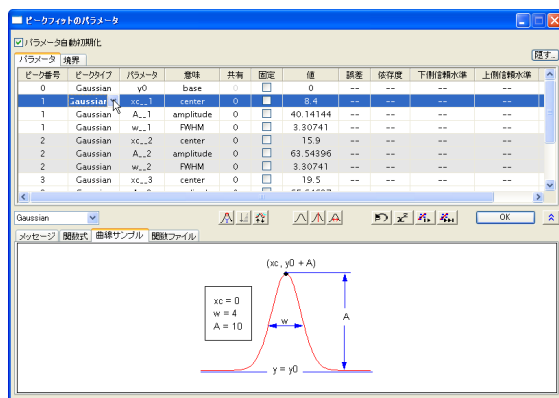 ピークフィットのパラメータ
パラメータ自動初期化
隠す..
パラメータ 境界
ピーク番号 ピークタイプ パラメータ 意味 共有 固定 値 誤差 依存度 下側信頼水準 上側信頼水準
0 Gaussian y0 base 0 0 -- -- -- --
1 Gaussian xc__1 center 0 8.4 -- -- -- --
1 Gaussian A__1 amplitude 0 40.14144 -- -- -- --
1 Gaussian w__1 FWHM 0 3.30741 -- -- -- --
2 Gaussian xc__2 center 0 15.9 -- -- -- --
2 Gaussian A__2 amplitude 0 63.54396 -- -- -- --
2 Gaussian w__2 FWHM 0 3.30741 -- -- -- --
3 Gaussian xc__3 center 0 19.5 -- -- -- --
Gaussian OK
メッセージ 関数式 曲線サンプル 関数ファイル
(xc, y0 + A)
xc = 0
w = 4
A = 10
w
A
y = y0